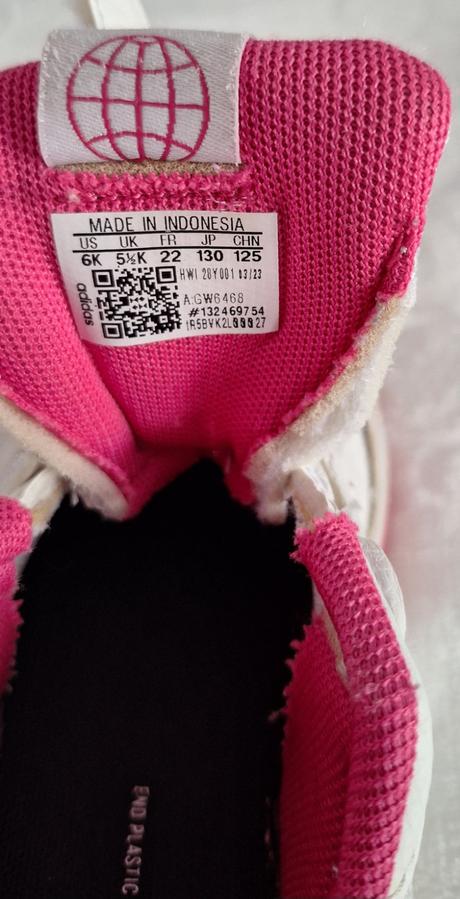 MADE IN INDONESIA
US UK FR JP CHN
6K 5½K 22 130 125
HWI 20Y001 03/23
adidas
A:GW6468
#132469754
END PLASTIC